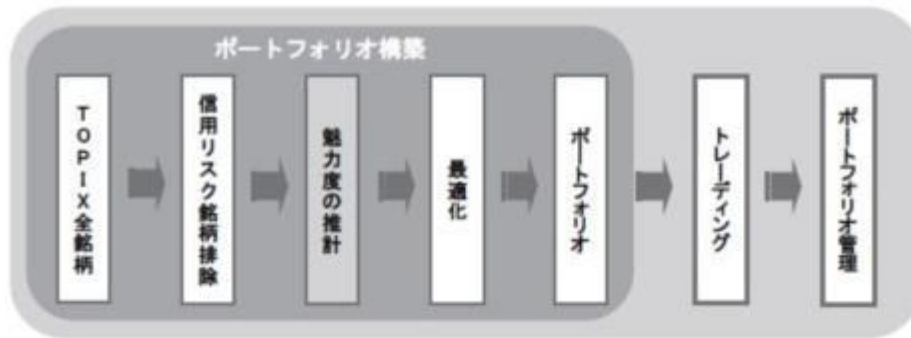 ポートフォリオ構築
TOPIX全銘柄
信用リスク銘柄排除
魅力度の推計
最適化
ポートフォリオ
トレーディング
ポートフォリオ管理